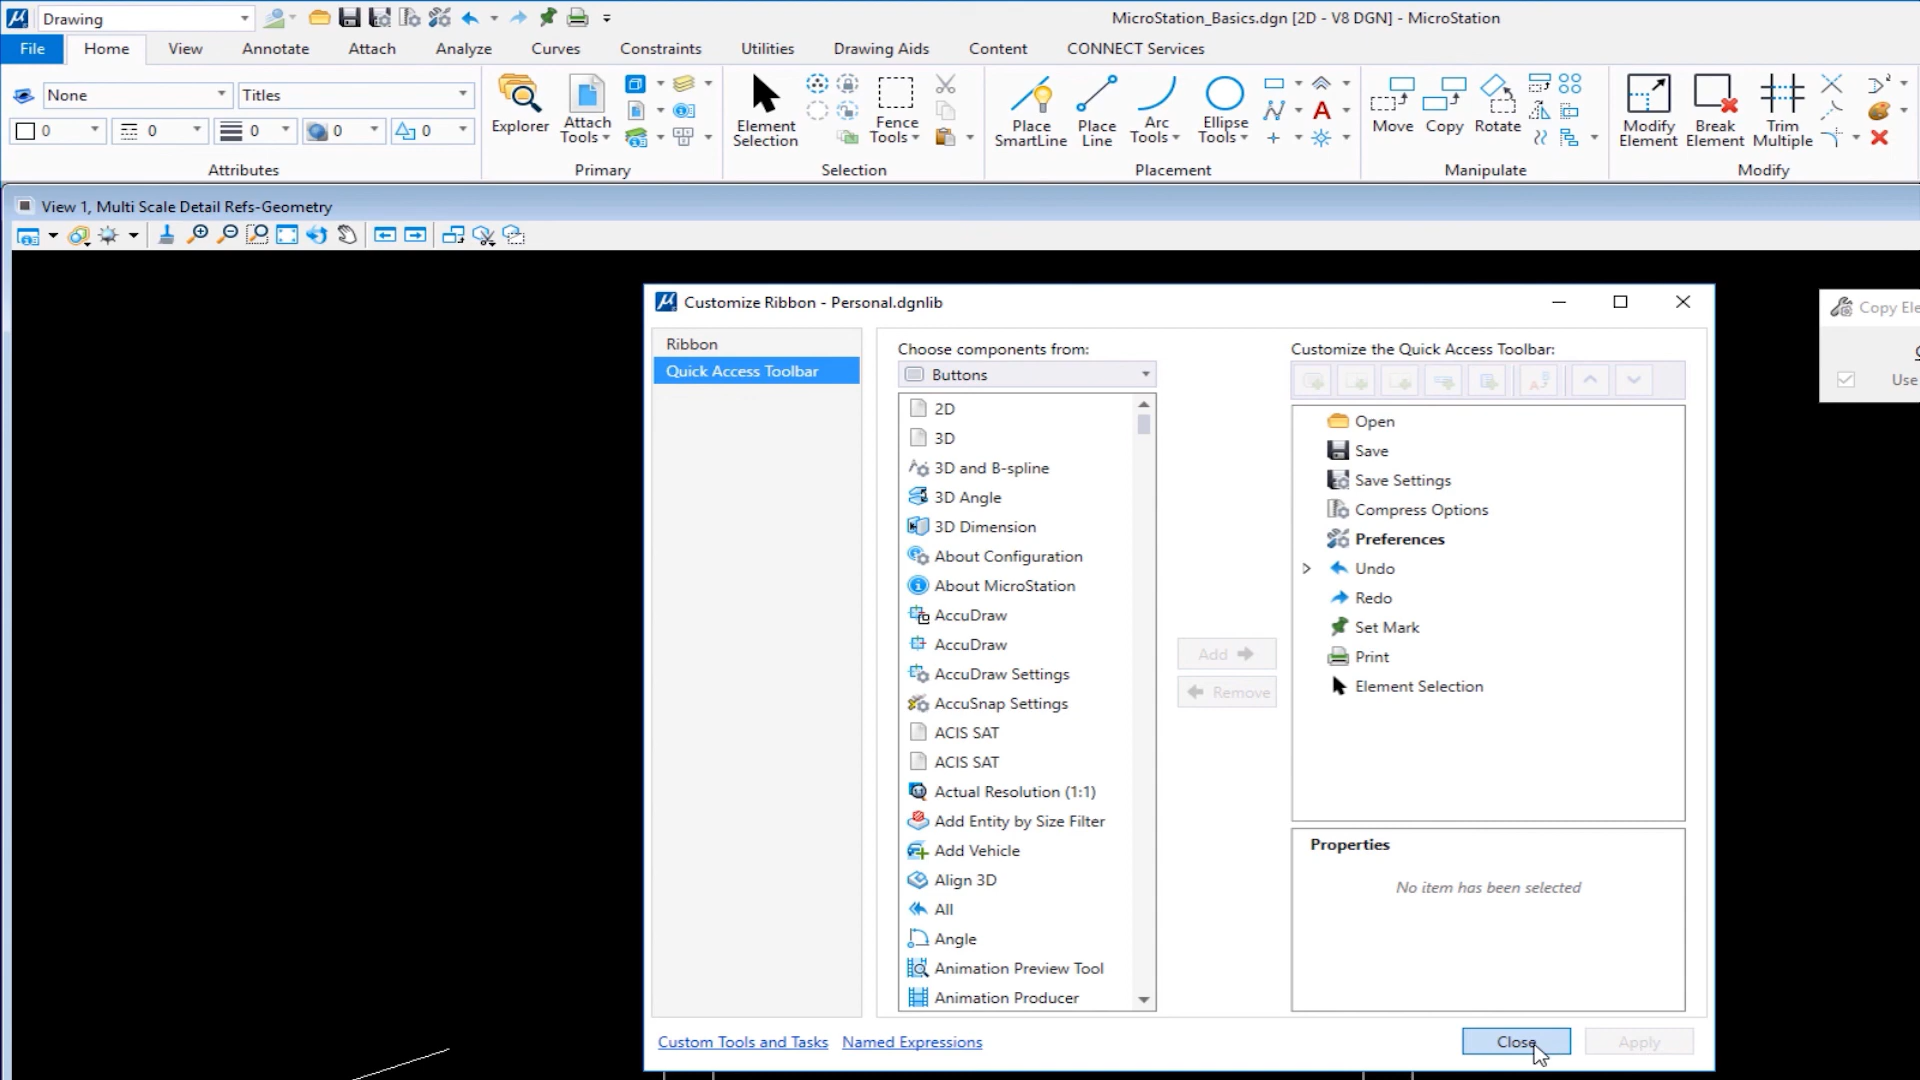 Drawing
MicroStation_Basics.dgn [2D - V8 DGN] - MicroStation
File Home View Annotate Attach Analyze Curves Constraints Utilities Drawing Aids Content CONNECT Services
None Titles
0 0 0 0 0
Explorer
Attach Tools
Element Selection
Fence Tools
Place SmartLine
Place Line
Arc Tools
Ellipse Tools
Move Copy Rotate
Modify Element
Break Element
Trim Multiple
Attributes Primary Selection Placement Manipulate Modify
View 1, Multi Scale Detail Refs-Geometry
Customize Ribbon - Personal.dgnlib
Ribbon
Quick Access Toolbar
Choose components from:
Buttons
2D
3D
3D and B-spline
3D Angle
3D Dimension
About Configuration
About MicroStation
AccuDraw
AccuDraw
AccuDraw Settings
AccuSnap Settings
ACIS SAT
ACIS SAT
Actual Resolution (1:1)
Add Entity by Size Filter
Add Vehicle
Align 3D
All
Angle
Animation Preview Tool
Animation Producer
Add
Remove
Customize the Quick Access Toolbar:
Open
Save
Save Settings
Compress Options
Preferences
Undo
Redo
Set Mark
Print
Element Selection
Properties
No item has been selected
Custom Tools and Tasks Named Expressions
Close Apply
Copy Ele
Use